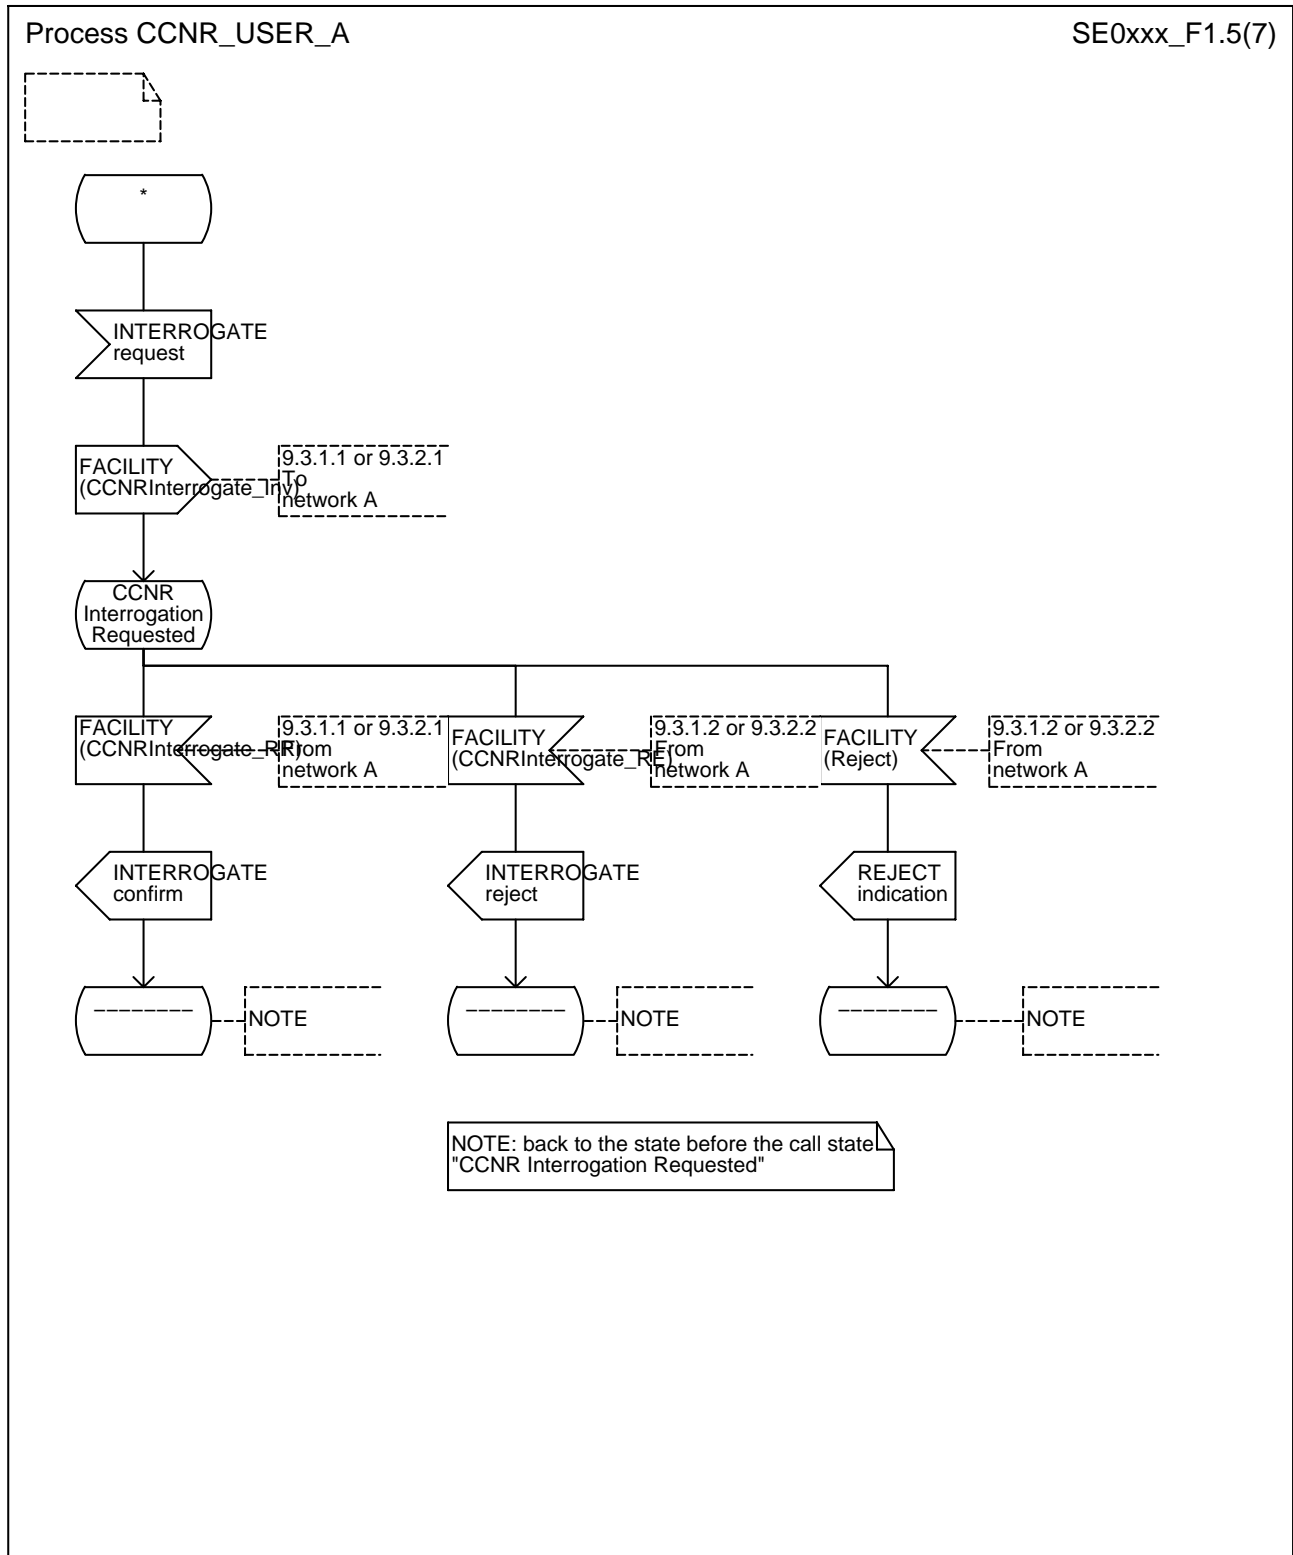 Process CCNR_USER_A
SE0xxx_F1.5(7)
*
INTERROGATE
request
FACILITY
(CCNRInterrogate_Inv)
9.3.1.1 or 9.3.2.1
To
network A
CCNR
Interrogation
Requested
FACILITY
(CCNRInterrogate_RR)
9.3.1.1 or 9.3.2.1
From
network A
FACILITY
(CCNRInterrogate_RE)
9.3.1.2 or 9.3.2.2
From
network A
FACILITY
(Reject)
9.3.1.2 or 9.3.2.2
From
network A
INTERROGATE
confirm
INTERROGATE
reject
REJECT
indication
NOTE
NOTE
NOTE
NOTE: back to the state before the call state
"CCNR Interrogation Requested"